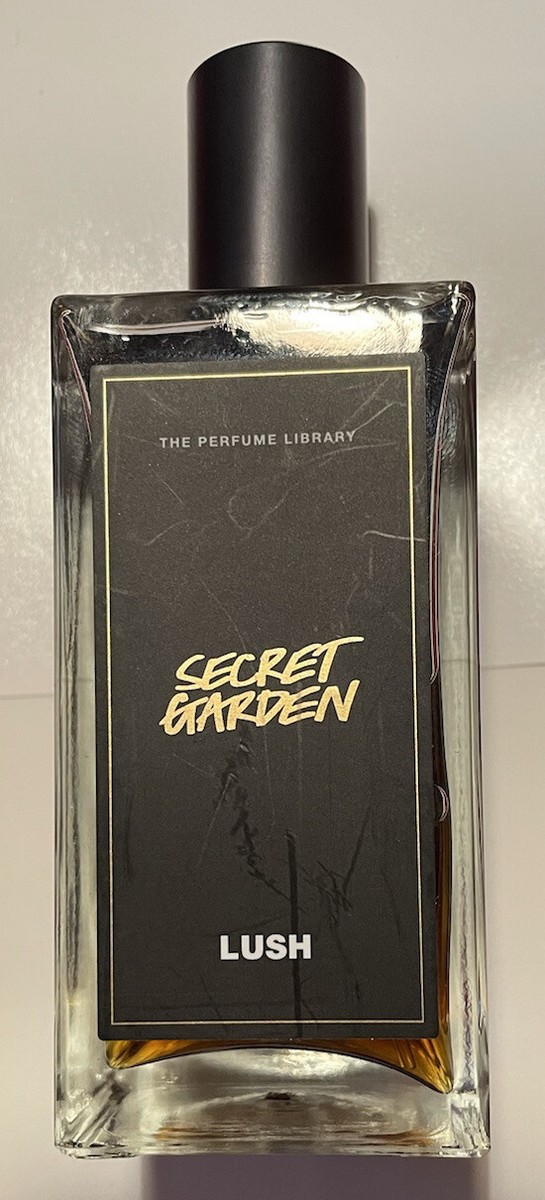 THE PERFUME LIBRARY
SECRET
GARDEN
LUSH